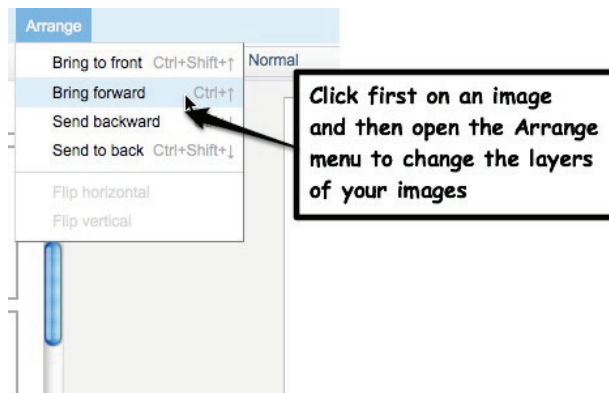 Arrange
Bring to front Ctrl+Shift+↑
Normal
Bring forward Ctrl+↑
Send backward
Send to back Ctrl+Shift+↓
Flip horizontal
Flip vertical
Click first on an image
and then open the Arrange
menu to change the layers
of your images